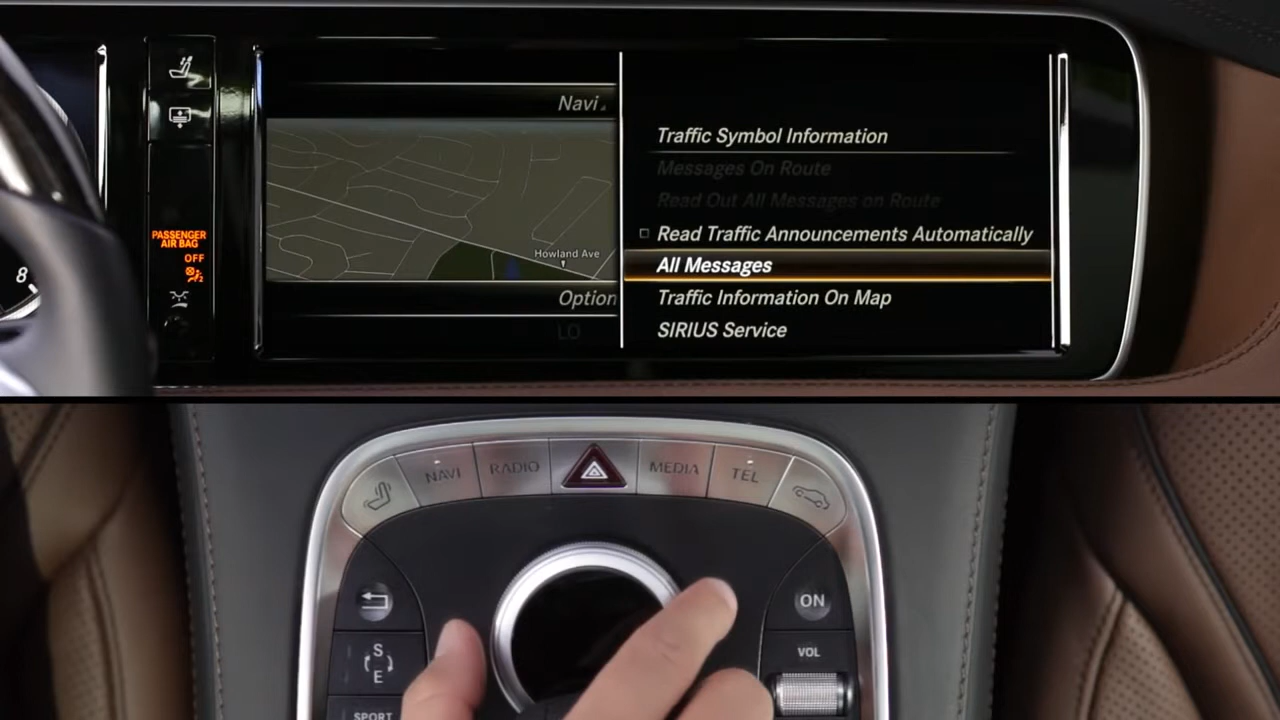 Navi
Traffic Symbol Information
Messages On Route
Read Out All Messages on Route
Read Traffic Announcements Automatically
All Messages
Traffic Information On Map
SIRIUS Service
Howland Ave
Option
LO
PASSENGER
AIR BAG
OFF
8
NAVI
RADIO
MEDIA
TEL
ON
S
E
VOL
SPORT